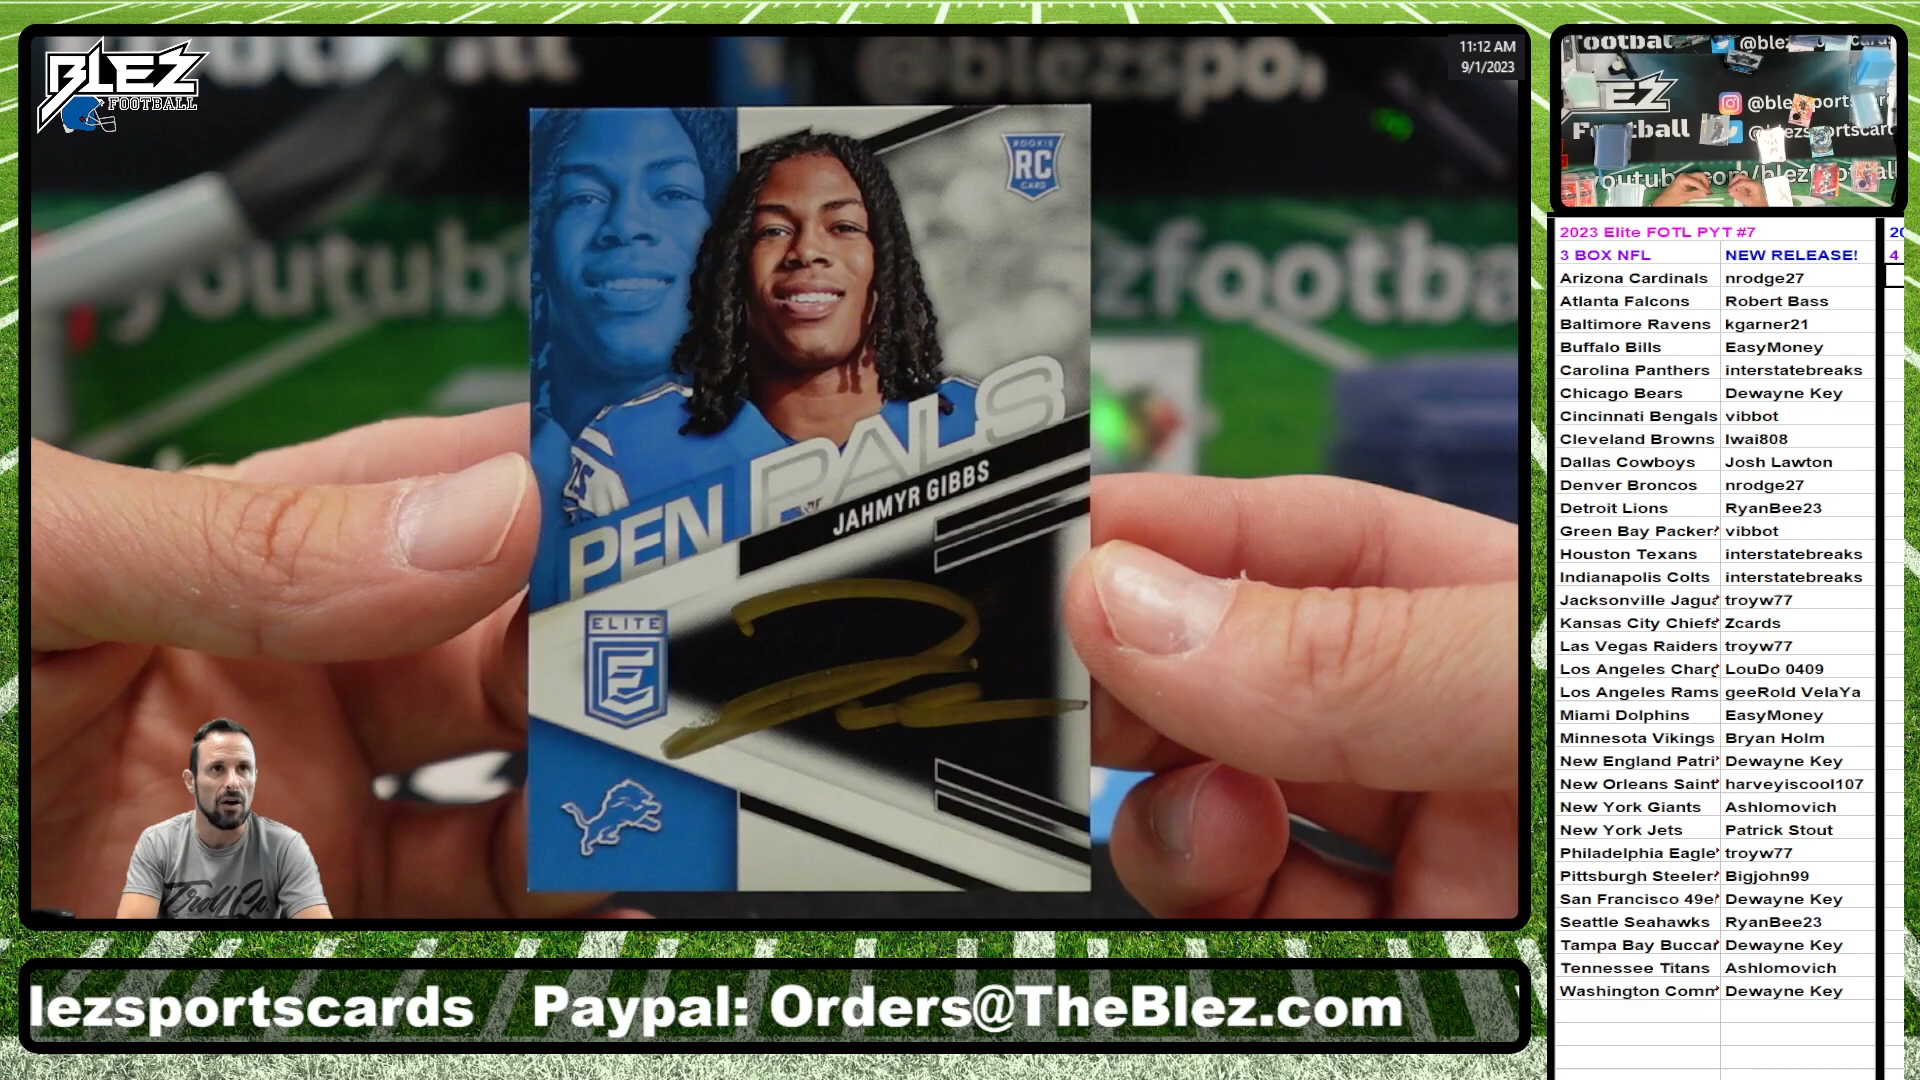 BLEZ
FOOTBALL
11:12 AM
9/1/2023
ROOKIE
RC
CARD
PEN PALS
JAHMYR GIBBS
ELITE
E
lezsportscards Paypal: Orders@TheBlez.com
2023 Elite FOTL PYT #7
3 BOX NFL NEW RELEASE!
Arizona Cardinals nrodge27
Atlanta Falcons Robert Bass
Baltimore Ravens kgarner21
Buffalo Bills EasyMoney
Carolina Panthers interstatebreaks
Chicago Bears Dewayne Key
Cincinnati Bengals vibbot
Cleveland Browns lwai808
Dallas Cowboys Josh Lawton
Denver Broncos nrodge27
Detroit Lions RyanBee23
Green Bay Packer vibbot
Houston Texans interstatebreaks
Indianapolis Colts interstatebreaks
Jacksonville Jagua troyw77
Kansas City Chiefs Zcards
Las Vegas Raiders troyw77
Los Angeles Charg LouDo 0409
Los Angeles Rams geeRold VelaYa
Miami Dolphins EasyMoney
Minnesota Vikings Bryan Holm
New England Patri Dewayne Key
New Orleans Saint harveyiscool107
New York Giants Ashlomovich
New York Jets Patrick Stout
Philadelphia Eagle troyw77
Pittsburgh Steeler Bigjohn99
San Francisco 49e Dewayne Key
Seattle Seahawks RyanBee23
Tampa Bay Buccar Dewayne Key
Tennessee Titans Ashlomovich
Washington Comm Dewayne Key